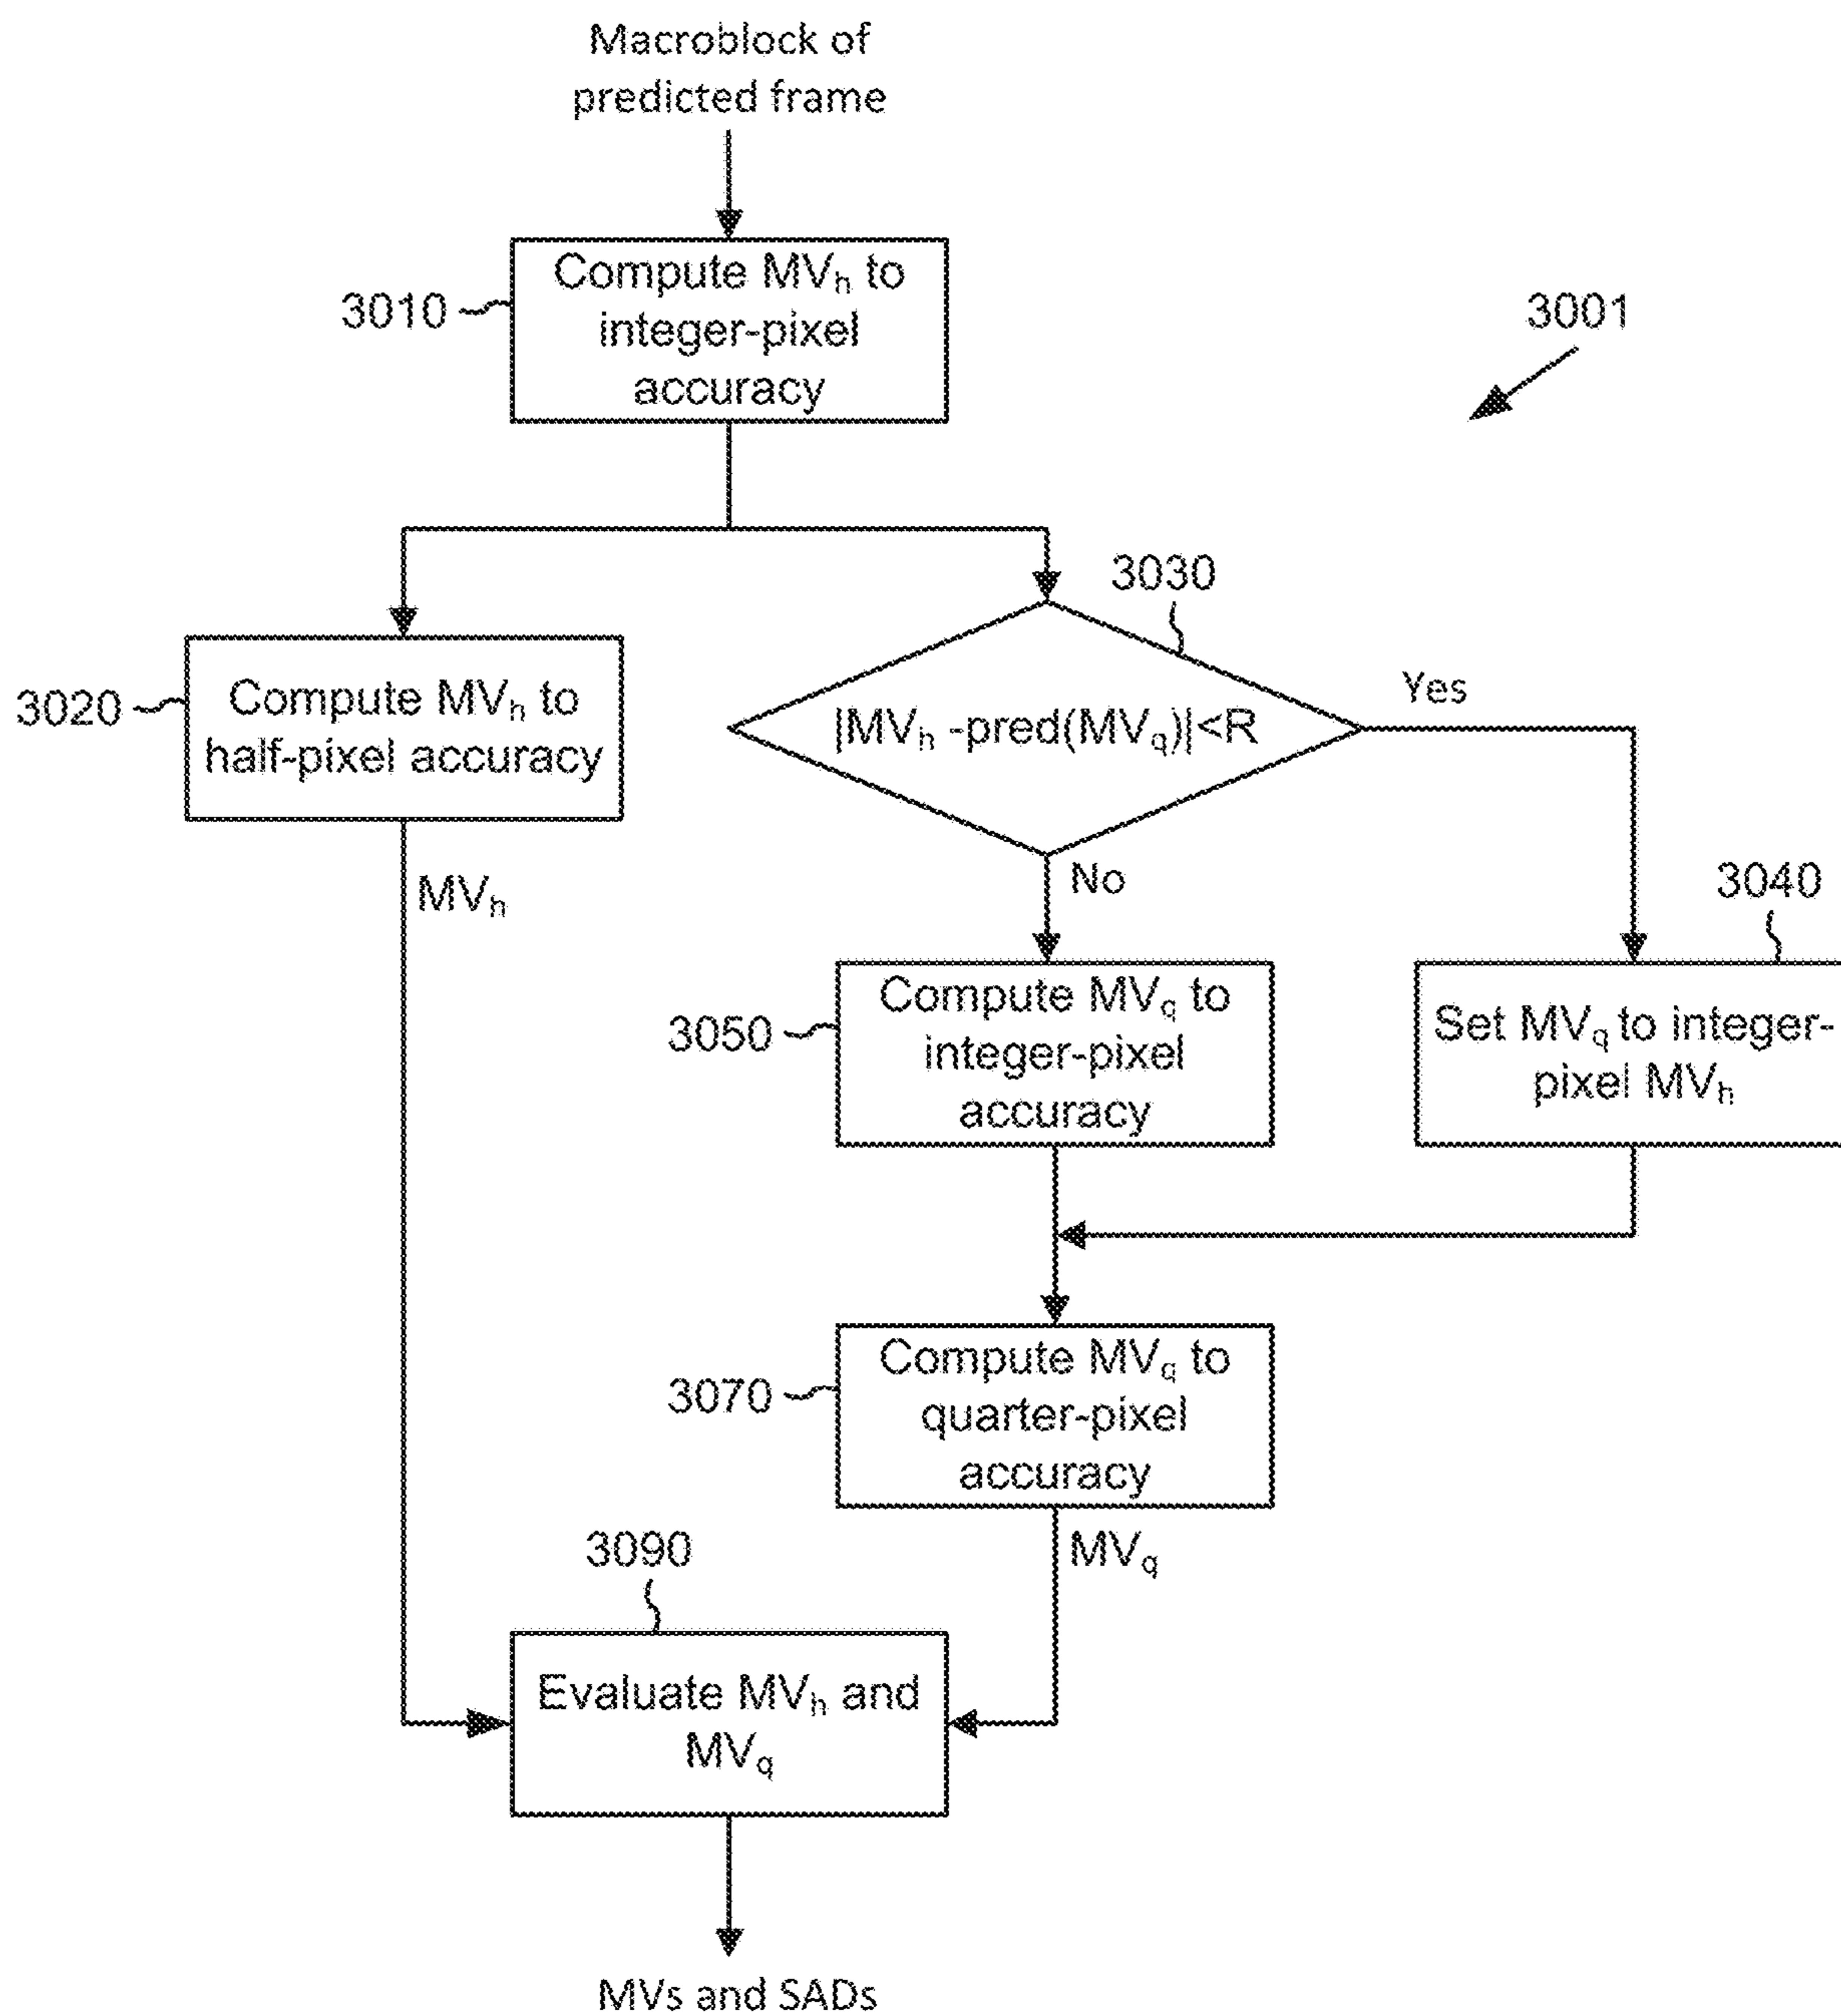 Macroblock of
predicted frame
Compute MVh to
integer-pixel
accuracy
3010
3001
3030
3020
Compute MVh to
half-pixel accuracy
|MVh -pred(MVq)|<R
Yes
MVh
No
3040
3050
Compute MVq to
integer-pixel
accuracy
Set MVq to integer-
pixel MVh
3070
Compute MVq to
quarter-pixel
accuracy
3090
MVq
Evaluate MVh and
MVq
MVs and SADs